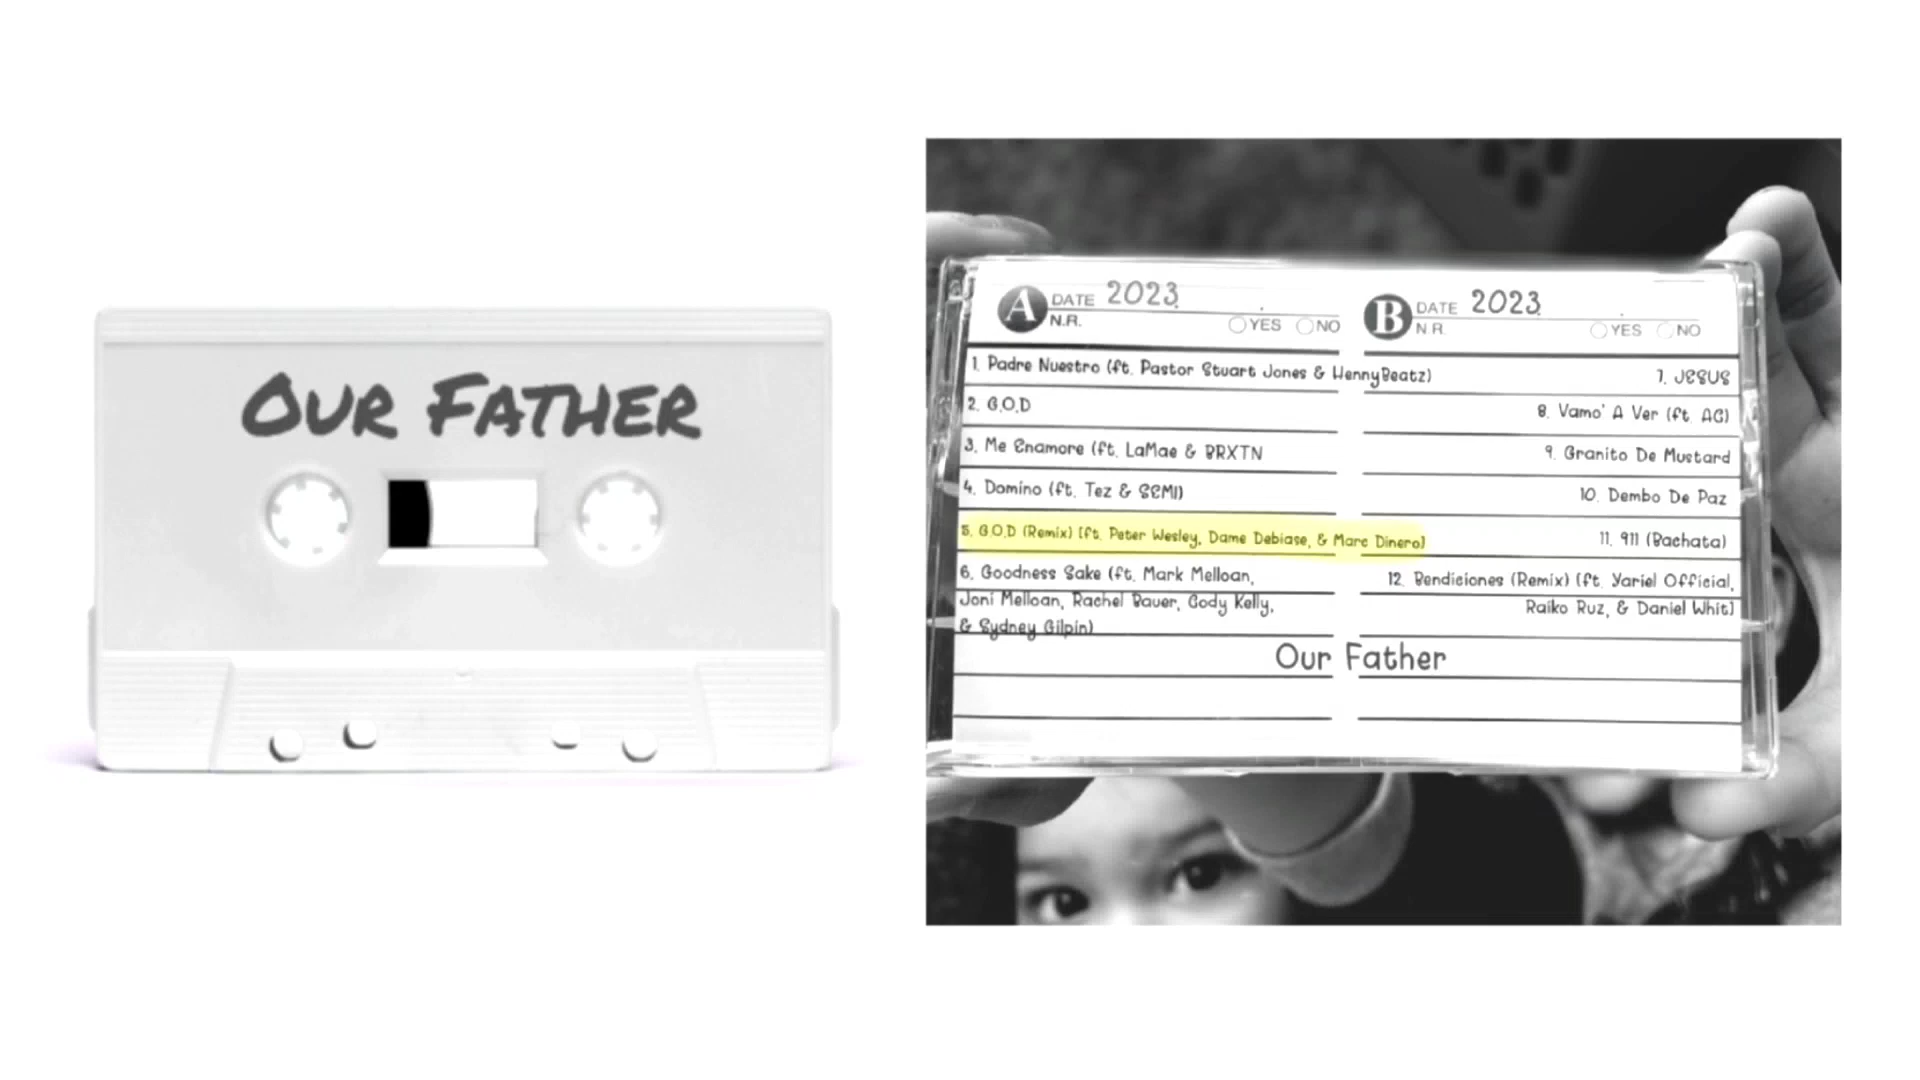 OUR FATHER
A DATE 2023
N.R. YES NO
1. Padre Nuestro (ft. Pastor Stuart Jones & HennyBeatz)
2. G.O.D
3. Me Enamore (ft. LaMae & BRXTN
4. Domino (ft. Tez & SEMI)
5. G.O.D (Remix) [ft. Peter Wesley, Dame Debiase, & Marc Dinero)
6. Goodness Sake (ft. Mark Melloan,
Joni Melloan, Rachel Bauer, Cody Kelly,
& Sydney Gilpin)
B DATE 2023
N.R. YES NO
7. JESUS
8. Vamo' A Ver (ft. AG)
9. Granito De Mustard
10. Dembo De Paz
11. 911 (Bachata)
12. Bendiciones (Remix) (ft. Yariel Official,
Raiko Ruz, & Daniel Whit)
Our Father